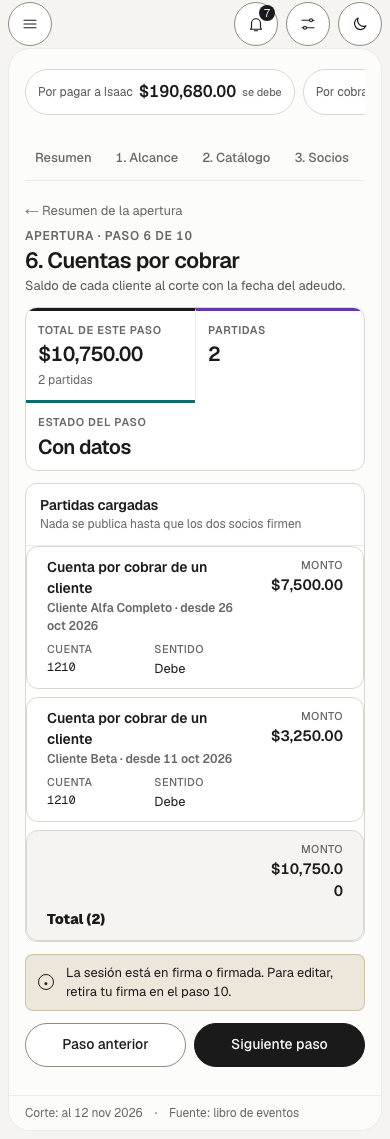 7
Por pagar a Isaac $190,680.00 se debe
Por cobra
Resumen 1. Alcance 2. Catálogo 3. Socios
← Resumen de la apertura
APERTURA · PASO 6 DE 10
6. Cuentas por cobrar
Saldo de cada cliente al corte con la fecha del adeudo.
TOTAL DE ESTE PASO
$10,750.00
2 partidas
PARTIDAS
2
ESTADO DEL PASO
Con datos
Partidas cargadas
Nada se publica hasta que los dos socios firmen
Cuenta por cobrar de un
cliente
Cliente Alfa Completo · desde 26
oct 2026
MONTO
$7,500.00
CUENTA
1210
SENTIDO
Debe
Cuenta por cobrar de un
cliente
Cliente Beta · desde 11 oct 2026
MONTO
$3,250.00
CUENTA
1210
SENTIDO
Debe
MONTO
$10,750.0
0
Total (2)
La sesión está en firma o firmada. Para editar,
retira tu firma en el paso 10.
Paso anterior
Siguiente paso
Corte: al 12 nov 2026 · Fuente: libro de eventos